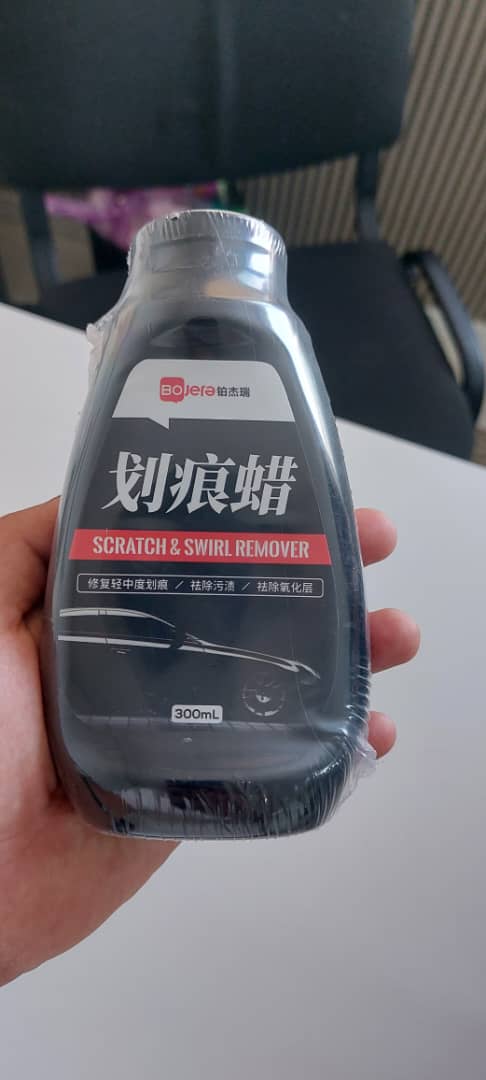 BOJera 铂杰瑞
划痕蜡
SCRATCH & SWIRL REMOVER
修复轻中度划痕 / 祛除污渍 / 祛除氧化层
300mL